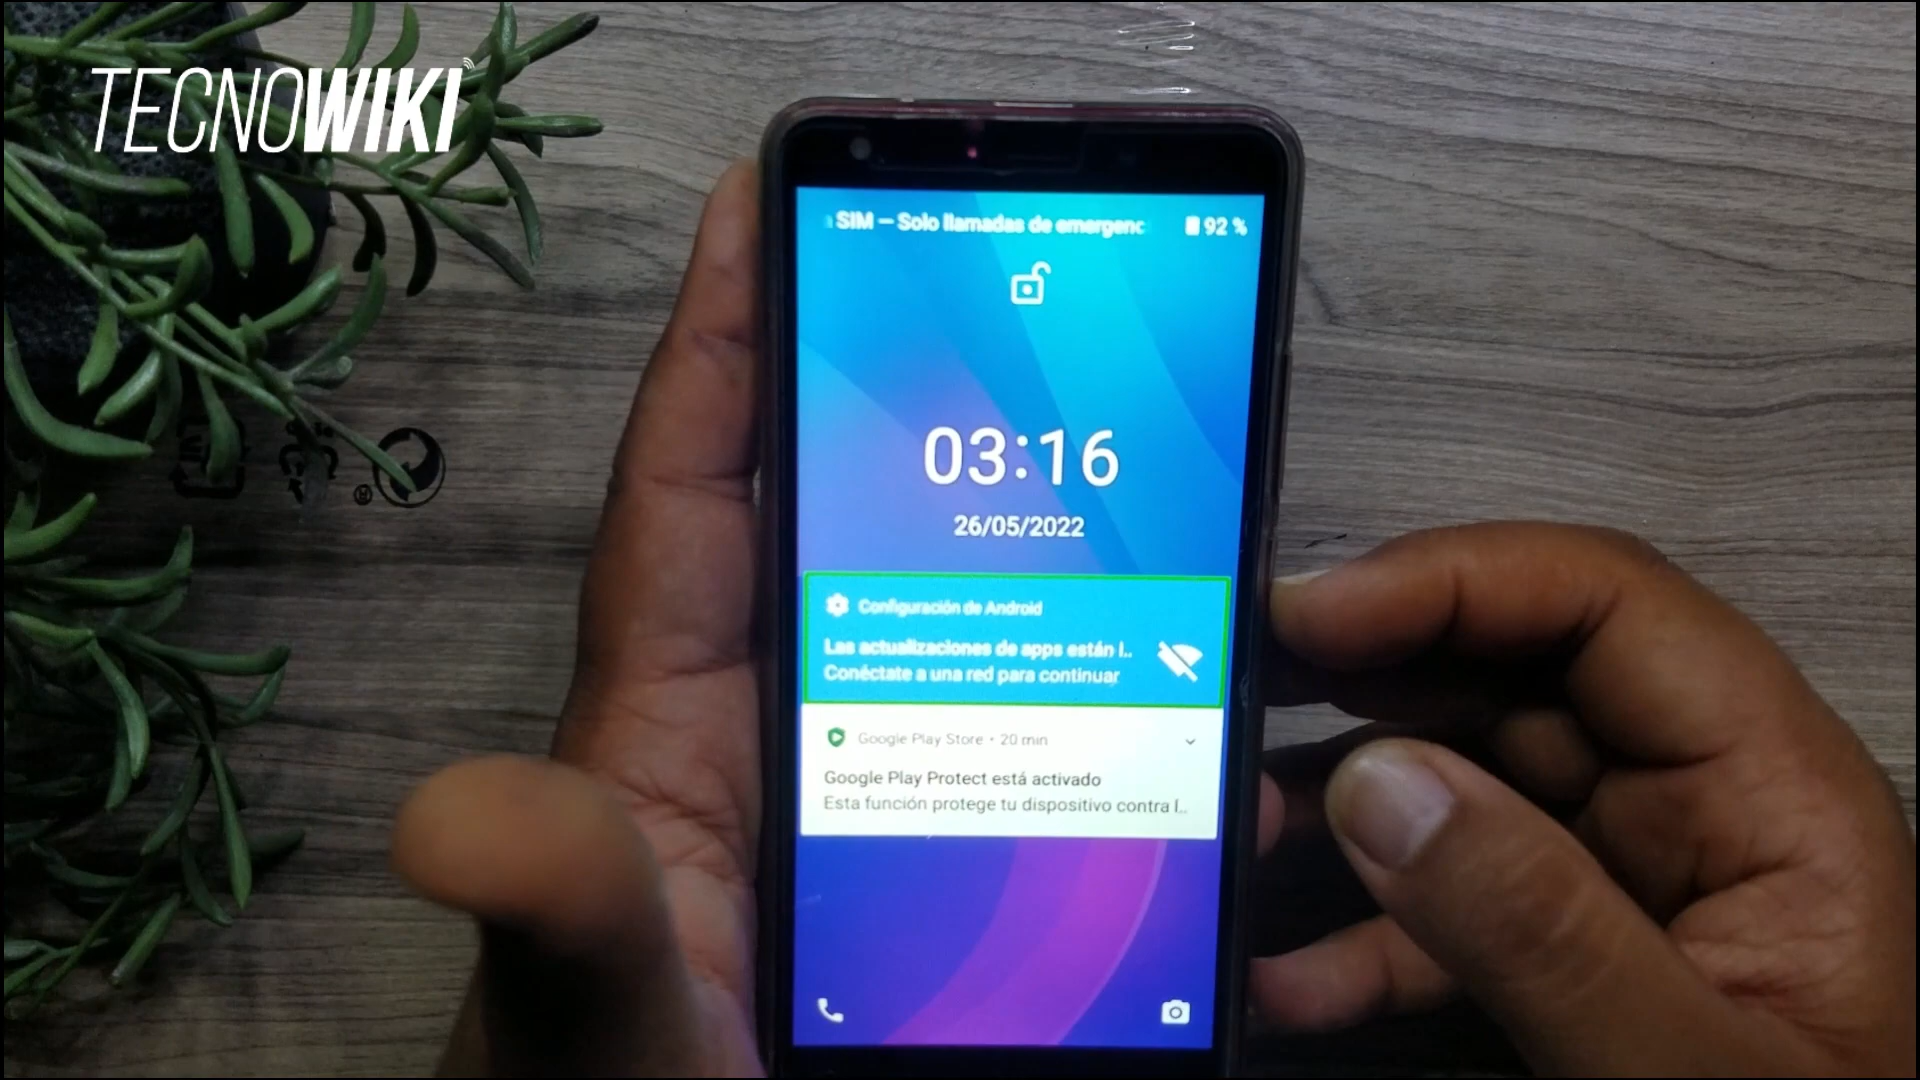 TECNOWIKI
SIM – Solo llamadas de emergenc
92 %
03:16
26/05/2022
Configuración de Android
Las actualizaciones de apps están l..
Conéctate a una red para continuar
Google Play Store • 20 min
Google Play Protect está activado
Esta función protege tu dispositivo contra l..